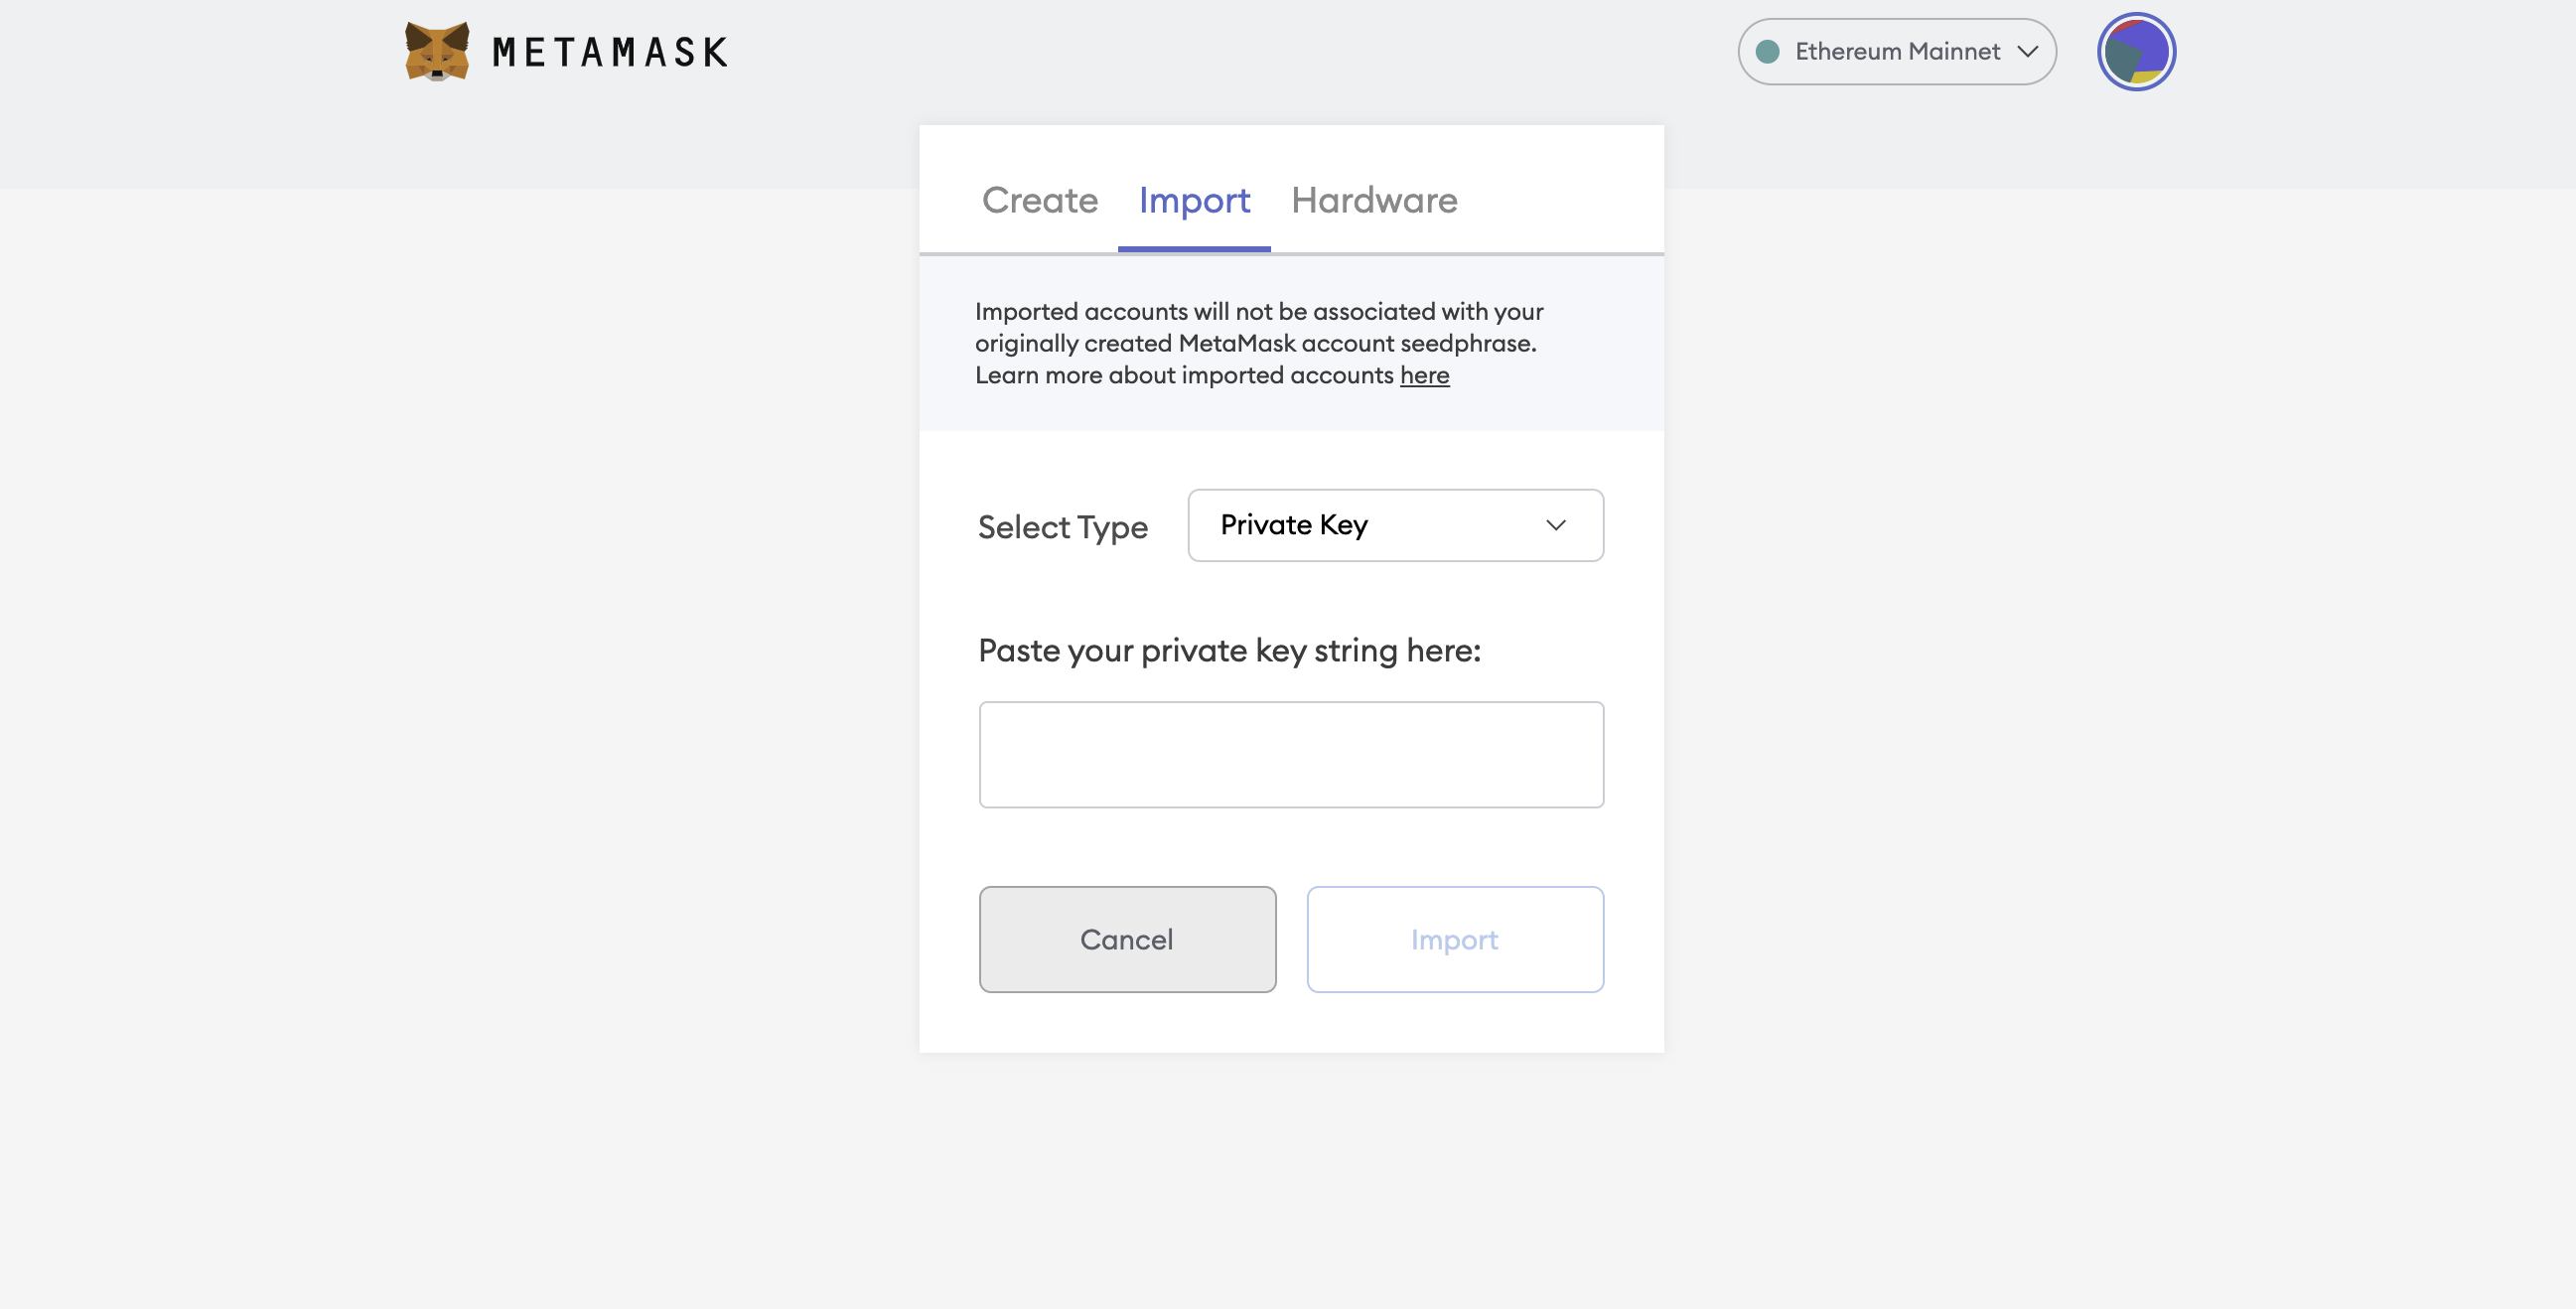 METAMASK
Ethereum Mainnet
Create Import Hardware
Imported accounts will not be associated with your
originally created MetaMask account seedphrase.
Learn more about imported accounts here
Select Type
Private Key
Paste your private key string here:
Cancel
Import